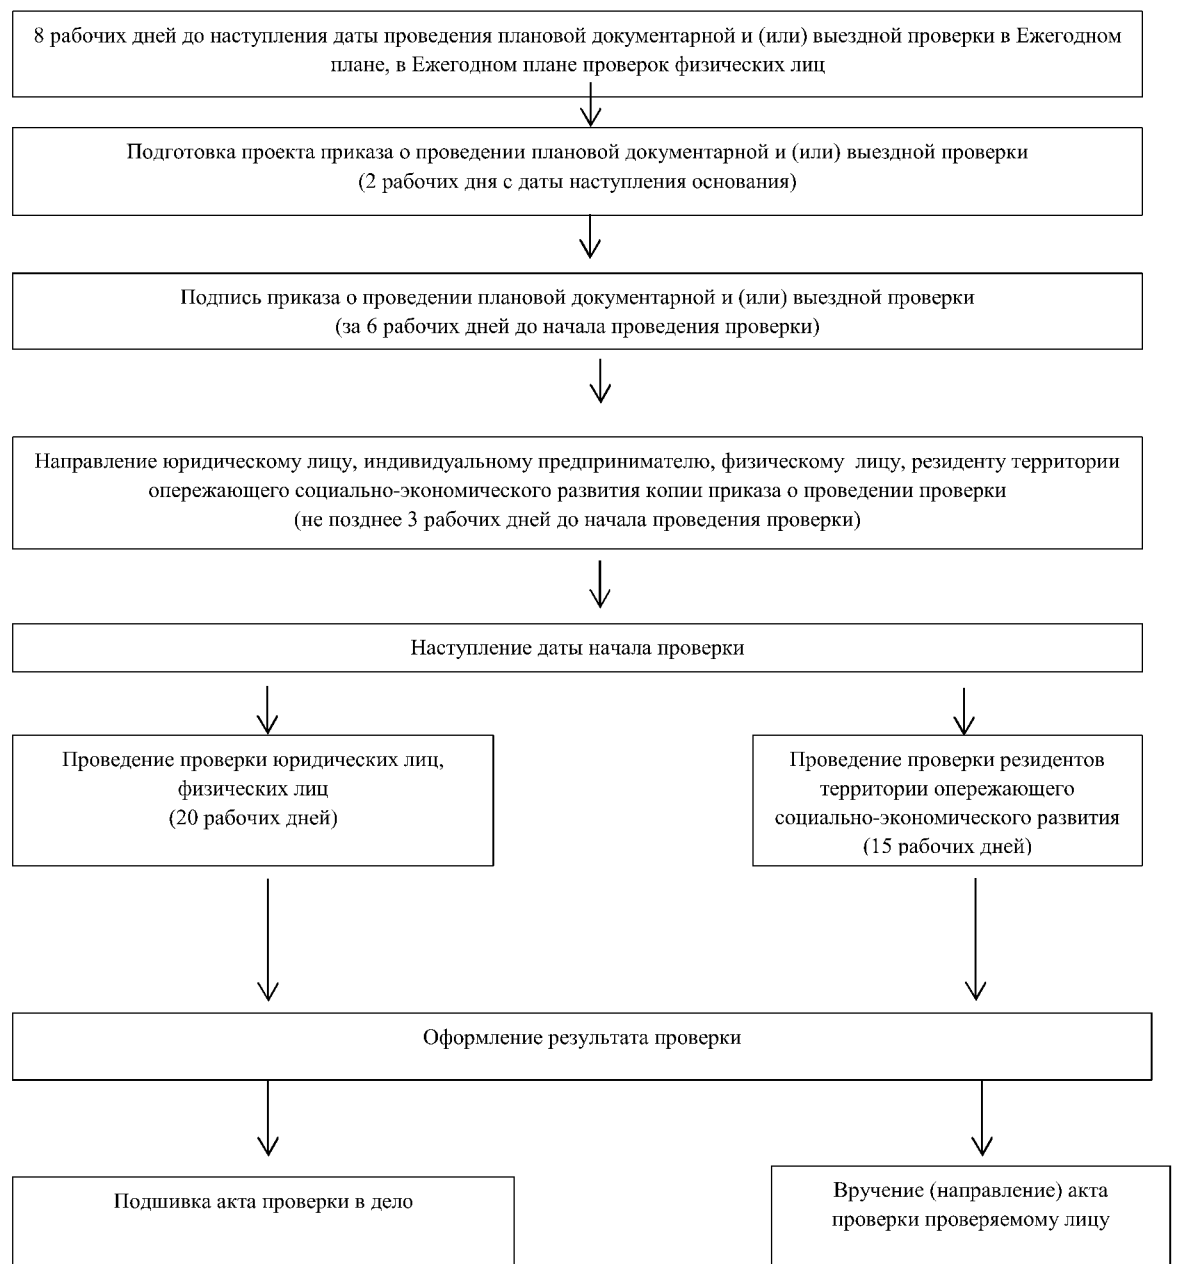 8 рабочих дней до наступления даты проведения плановой документарной и (или) выездной проверки в Ежегодном
плане, в Ежегодном плане проверок физических лиц
Подготовка проекта приказа о проведении плановой документарной и (или) выездной проверки
(2 рабочих дня с даты наступления основания)
Подпись приказа о проведении плановой документарной и (или) выездной проверки
(за 6 рабочих дней до начала проведения проверки)
Направление юридическому лицу, индивидуальному предпринимателю, физическому лицу, резиденту территории
опережающего социально-экономического развития копии приказа о проведении проверки
(не позднее 3 рабочих дней до начала проведения проверки)
Наступление даты начала проверки
Проведение проверки юридических лиц,
физических лиц
(20 рабочих дней)
Проведение проверки резидентов
территории опережающего
социально-экономического развития
(15 рабочих дней)
Оформление результата проверки
Подшивка акта проверки в дело
Вручение (направление) акта
проверки проверяемому лицу